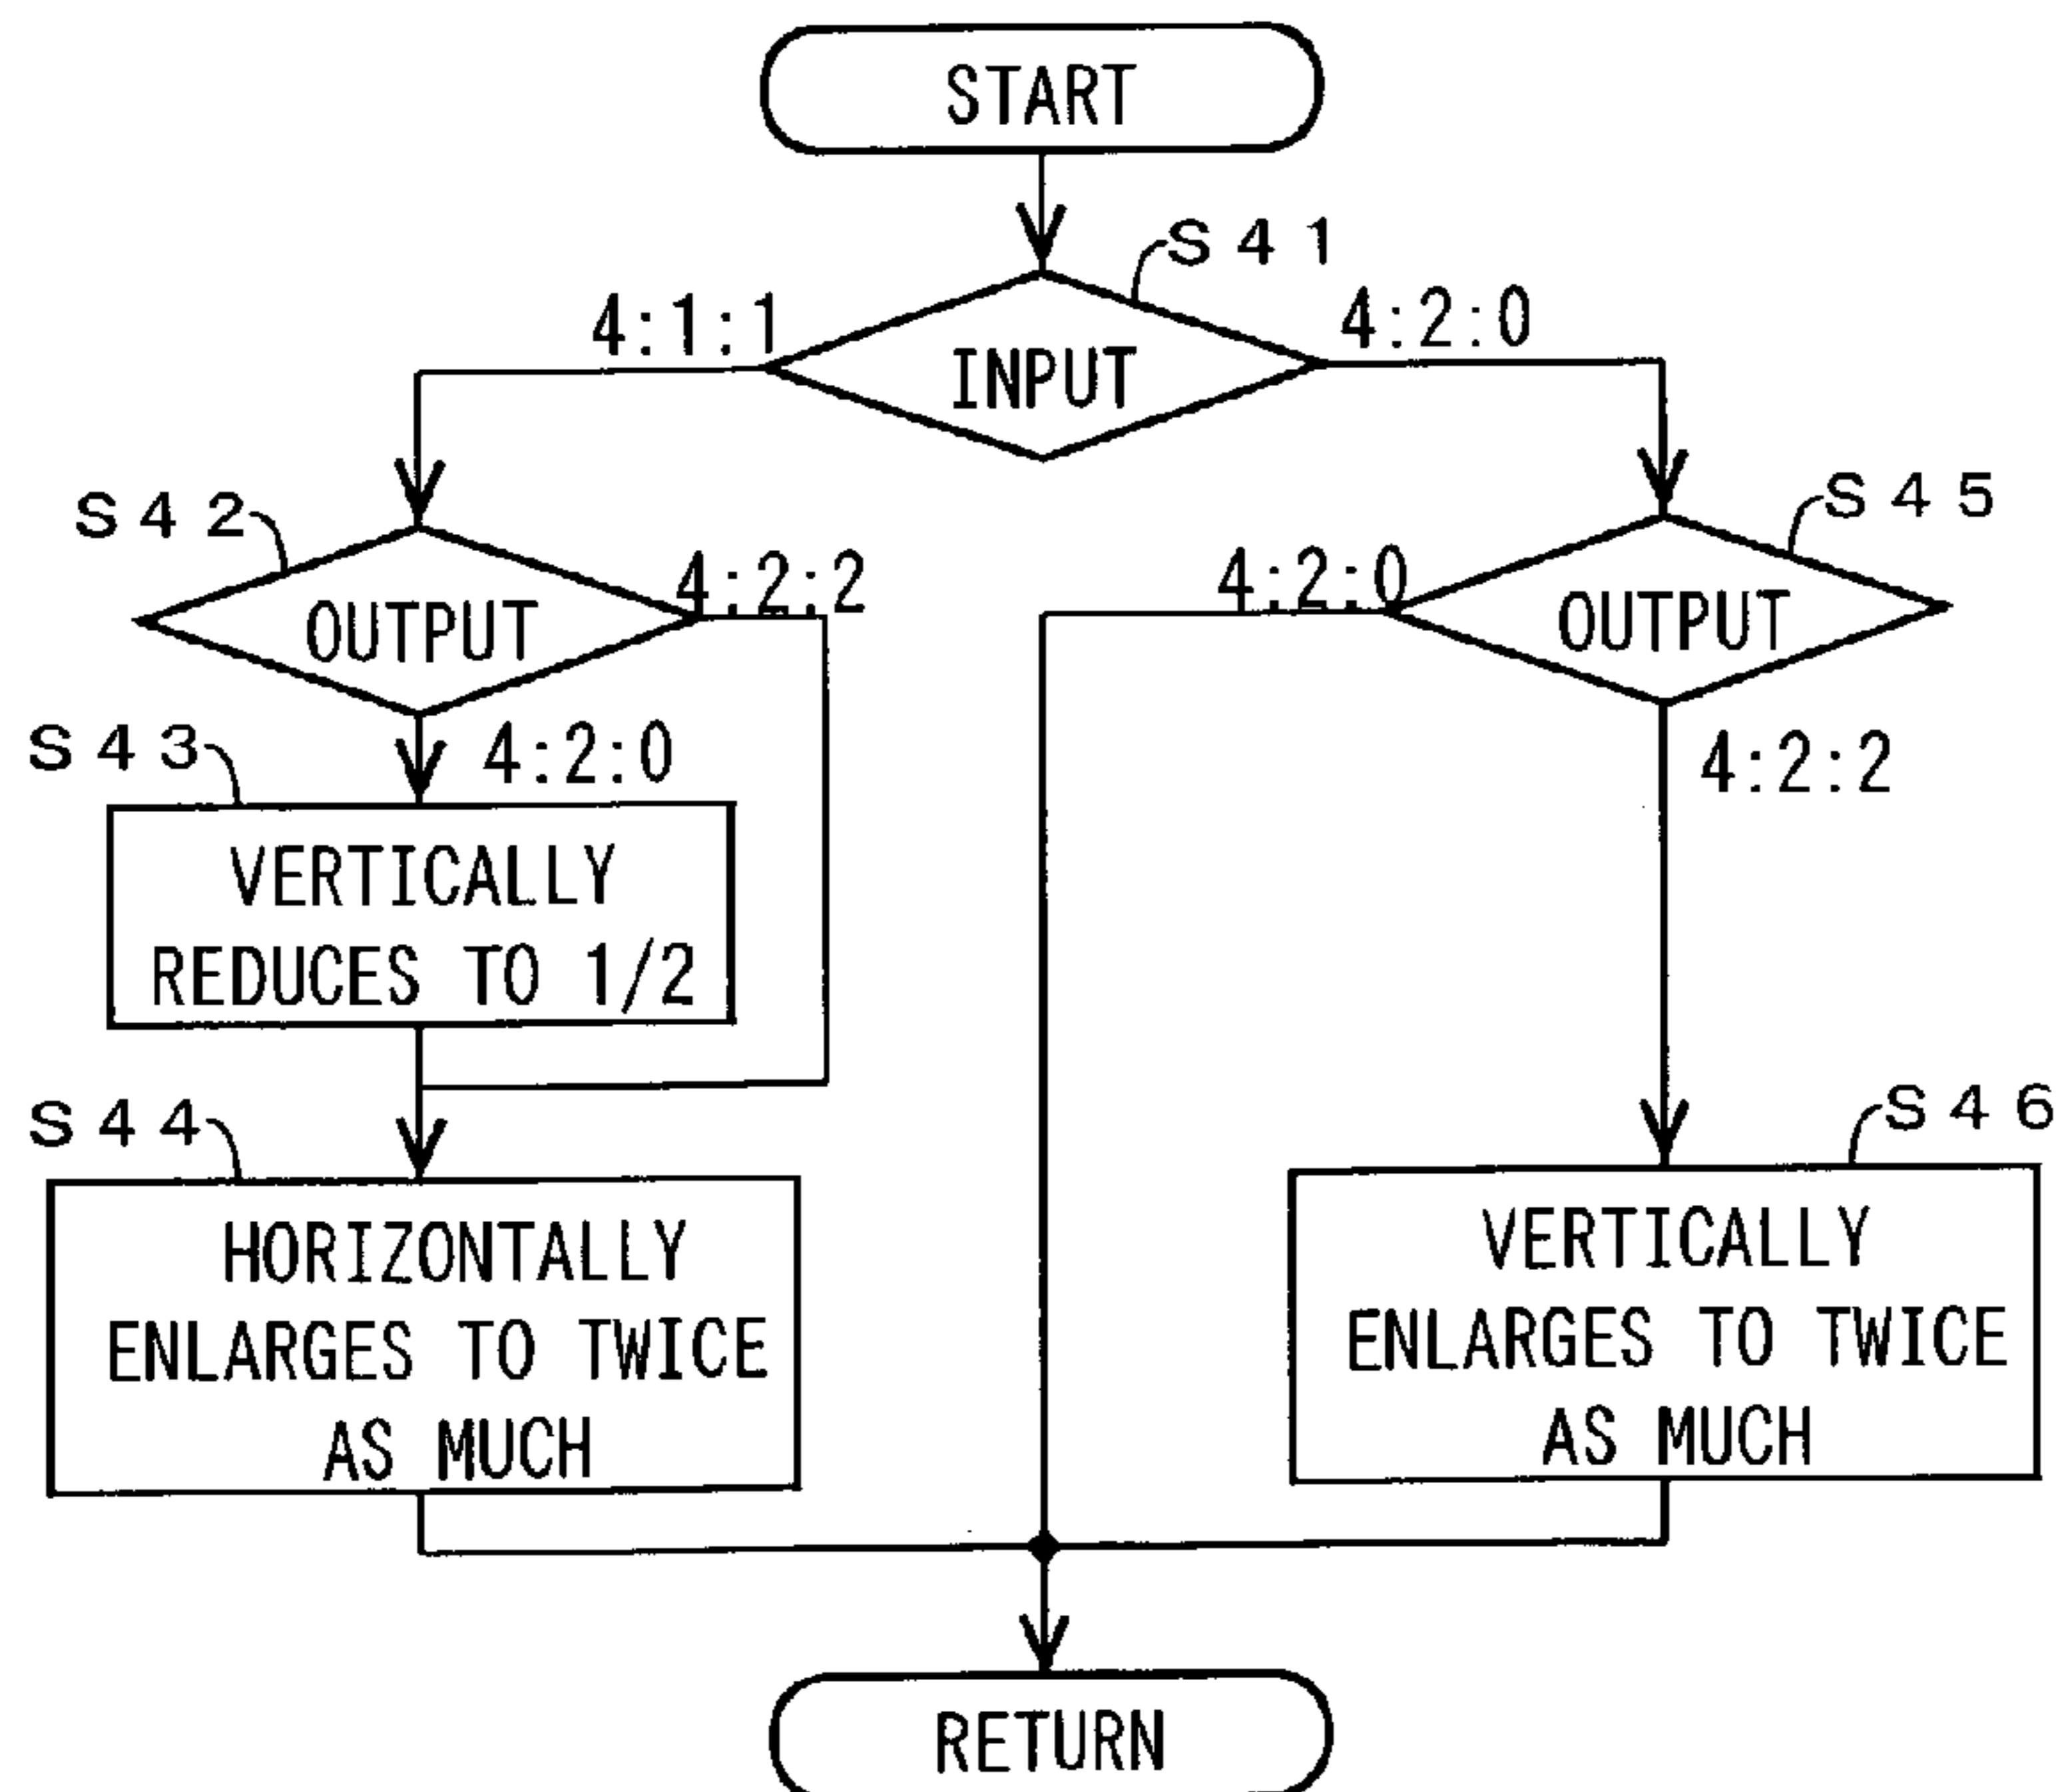 START
S41
4:1:1
INPUT
4:2:0
S42
OUTPUT
4:2:2
S43
4:2:0
VERTICALLY
REDUCES TO 1/2
S44
HORIZONTALLY
ENLARGES TO TWICE
AS MUCH
S45
4:2:0
OUTPUT
4:2:2
S46
VERTICALLY
ENLARGES TO TWICE
AS MUCH
RETURN